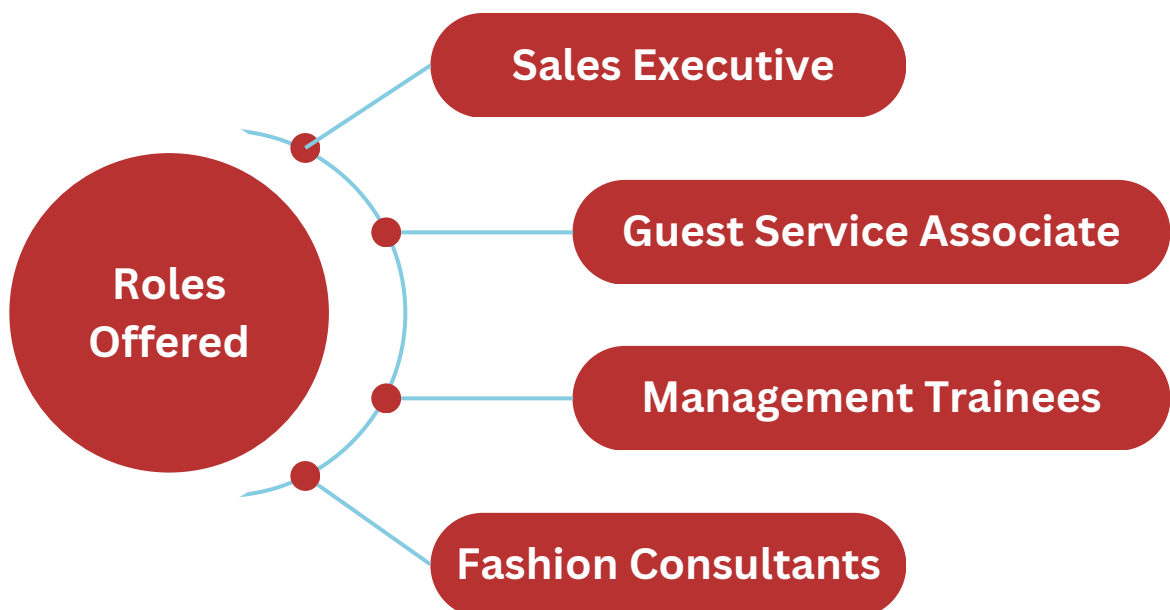 Sales Executive
Guest Service Associate
Roles
Offered
Management Trainees
Fashion Consultants